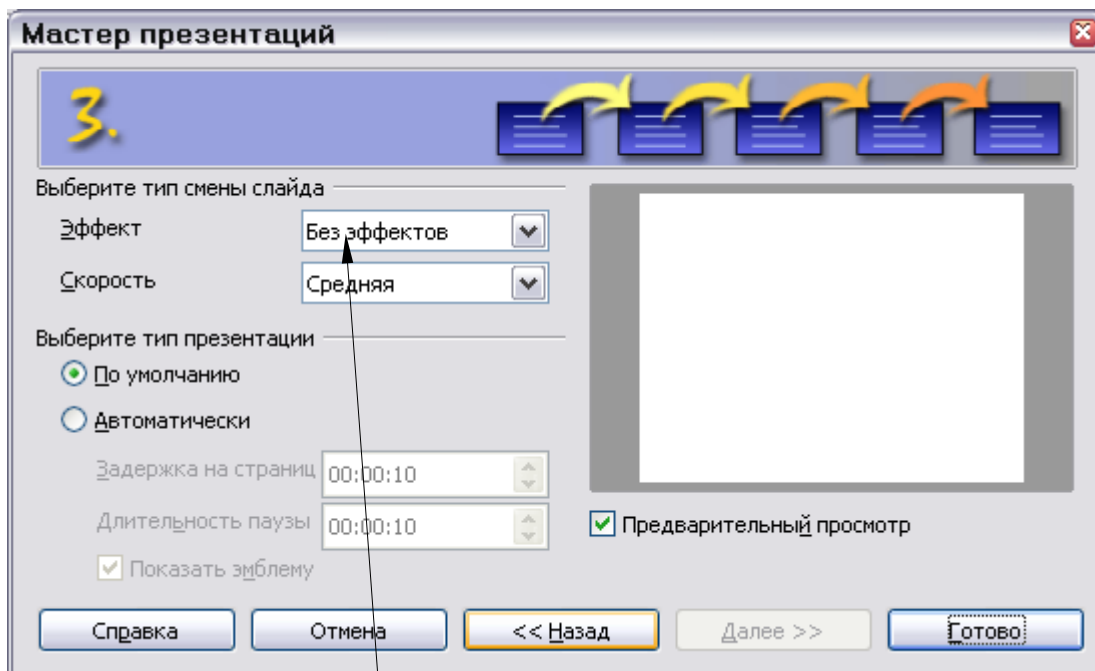 Мастер презентаций
3.
Выберите тип смены слайда
Эффект Без эффектов
Скорость Средняя
Выберите тип презентации
По умолчанию
Автоматически
Задержка на страниц 00:00:10
Длительность паузы 00:00:10
Показать эмблему
Предварительный просмотр
Справка Отмена << Назад Далее >> Готово